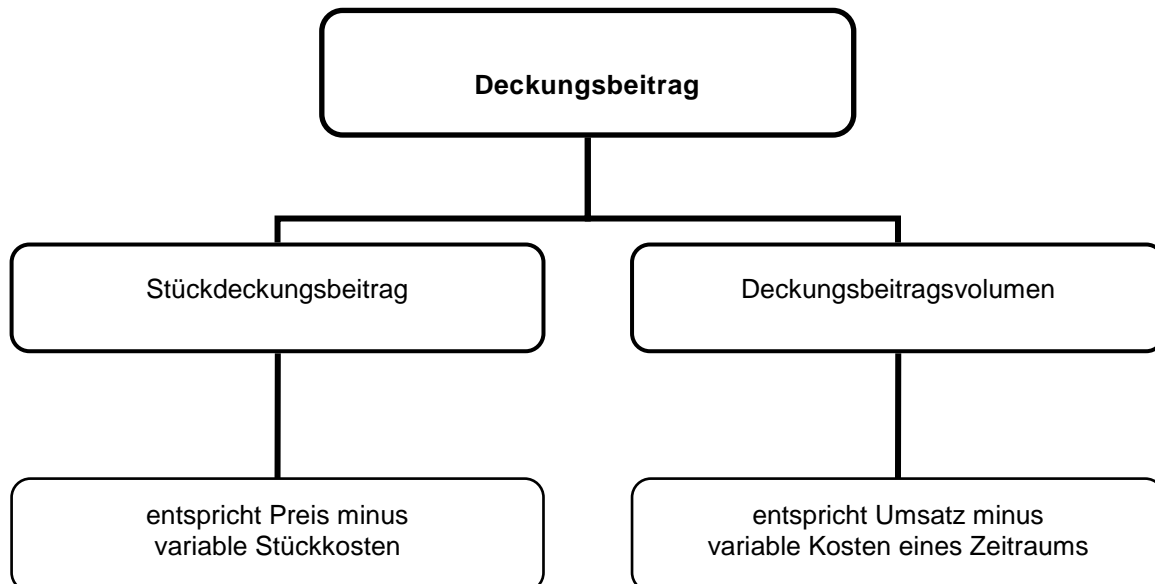 Deckungsbeitrag
Stückdeckungsbeitrag
Deckungsbeitragsvolumen
entspricht Preis minus
variable Stückkosten
entspricht Umsatz minus
variable Kosten eines Zeitraums